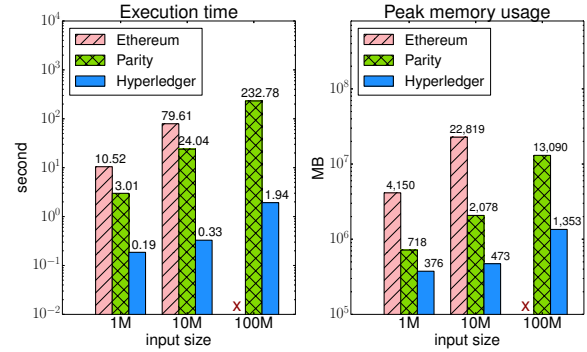 Execution time
10^5
10^4
10^3
10^2
10^1
10^0
10^-1
10^-2
second
Ethereum
Parity
Hyperledger
10.52
3.01
0.19
79.61
24.04
0.33
232.78
1.94
x
1M
10M
100M
input size
Peak memory usage
10^8
10^7
10^6
10^5
MB
Ethereum
Parity
Hyperledger
4,150
718
376
22,819
2,078
473
13,090
1,353
x
1M
10M
100M
input size